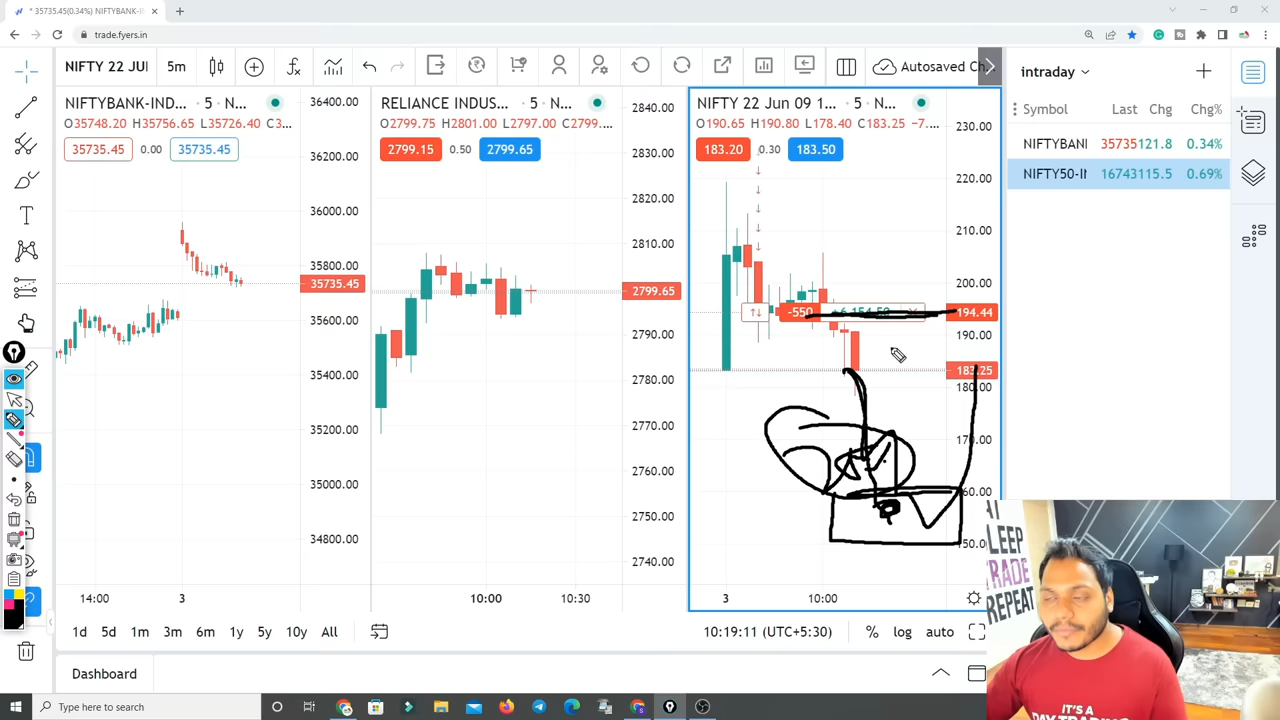 * 35735.45(0.34%) NIFTYBANK-IN
trade.fyers.in
NIFTY 22 JUI
5m
Autosaved Ch...
NIFTYBANK-IND... · 5 · N...
O35748.20 H35756.65 L35726.40 C3...
35735.45 0.00 35735.45
36400.00
36200.00
36000.00
35800.00
35735.45
35600.00
35400.00
35200.00
35000.00
34800.00
14:00 3
RELIANCE INDUS... · 5 · N...
O2799.75 H2801.00 L2797.00 C2799....
2799.15 0.50 2799.65
2840.00
2830.00
2820.00
2810.00
2799.65
2790.00
2780.00
2770.00
2760.00
2750.00
2740.00
10:00 10:30
NIFTY 22 Jun 09 1... · 5 · N...
O190.65 H190.80 L178.40 C183.25 −7....
183.20 0.30 183.50
230.00
220.00
210.00
200.00
194.44
-550
190.00
183.25
180.00
170.00
3 10:00
intraday
Symbol Last Chg Chg%
NIFTYBANI 35735 121.8 0.34%
NIFTY50-II 16743 115.5 0.69%
1d 5d 1m 3m 6m 1y 5y 10y All
10:19:11 (UTC+5:30) % log auto
Dashboard
Type here to search
EAT
SLEEP
TRADE
REPEAT
IT'S A
DAY TRADING